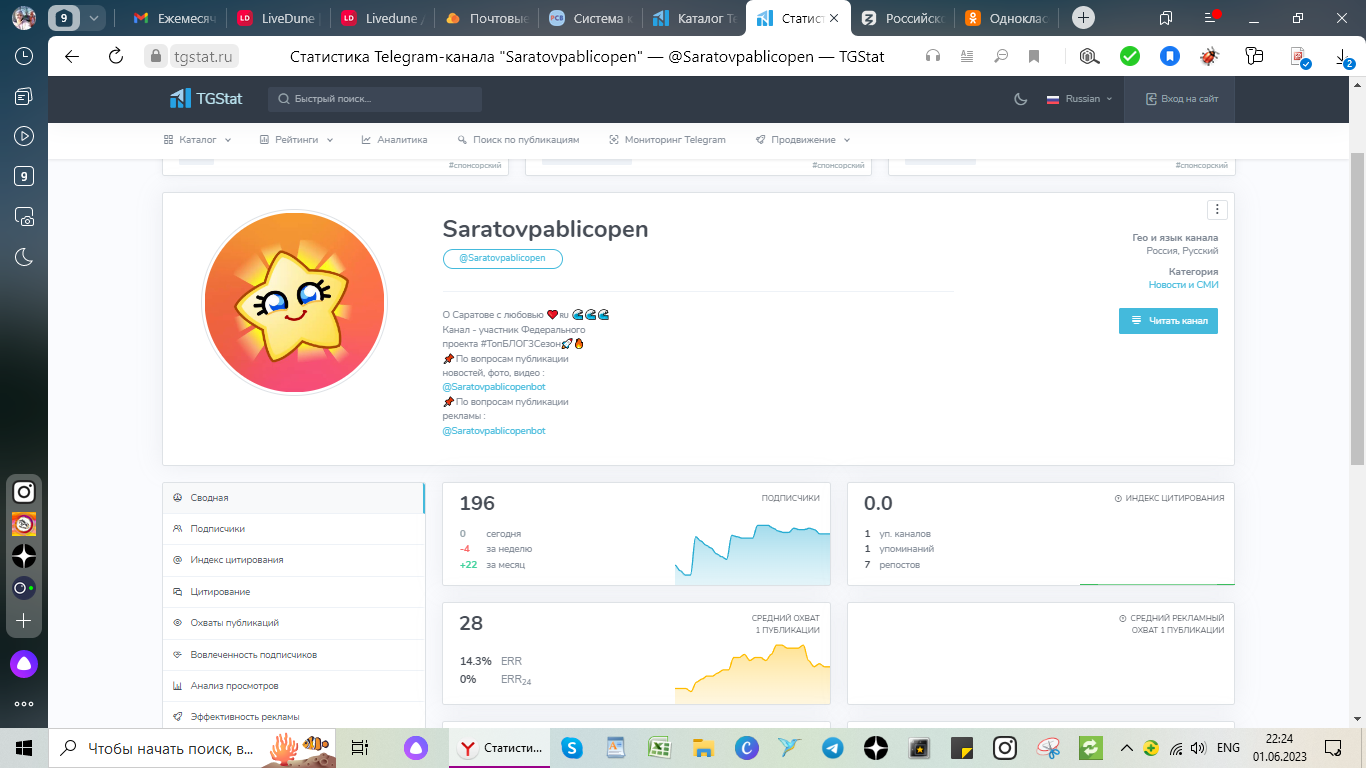 9
Ежемесяч
LiveDune
Livedune
Почтовые
Система к
Каталог Те
Статист
Российско
Однокласс
tgstat.ru
Статистика Telegram-канала "Saratovpablicopen" — @Saratovpablicopen — TGStat
2
TGStat
Быстрый поиск...
Russian
Вход на сайт
Каталог
Рейтинги
Аналитика
Поиск по публикациям
Мониторинг Telegram
Продвижение
#спонсорский
#спонсорский
#спонсорский
Saratovpablicopen
@Saratovpablicopen
Гео и язык канала
Россия, Русский
Категория
Новости и СМИ
Читать канал
О Саратове с любовью ❤️RU 🌊🌊🌊
Канал - участник Федерального
проекта #ТопБЛОГ3Сезон🚀🔥
📌По вопросам публикации
новостей, фото, видео :
@Saratovpablicopenbot
📌По вопросам публикации
рекламы :
@Saratovpablicopenbot
9
Сводная
Подписчики
Индекс цитирования
Цитирование
Охваты публикаций
Вовлеченность подписчиков
Анализ просмотров
Эффективность рекламы
196
ПОДПИСЧИКИ
0 сегодня
-4 за неделю
+22 за месяц
0.0
ИНДЕКС ЦИТИРОВАНИЯ
1 уп. каналов
1 упоминаний
7 репостов
28
СРЕДНИЙ ОХВАТ
1 ПУБЛИКАЦИИ
14.3% ERR
0% ERR24
СРЕДНИЙ РЕКЛАМНЫЙ
ОХВАТ 1 ПУБЛИКАЦИИ
Чтобы начать поиск, в...
Статисти...
ENG
22:24
01.06.2023